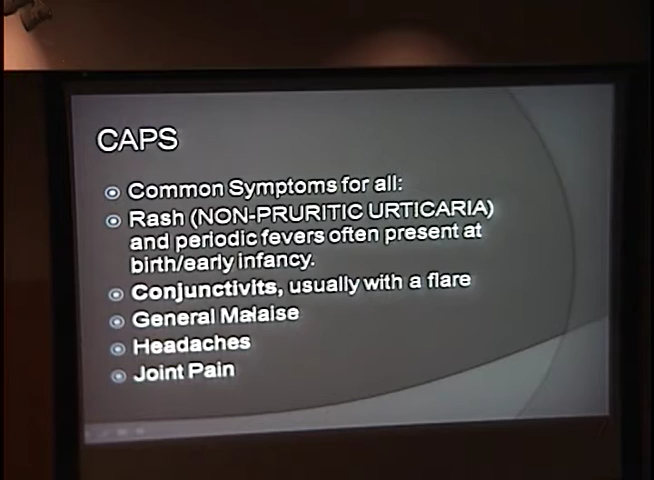 CAPS
Common Symptoms for all:
Rash (NON-PRURITIC URTICARIA)
and periodic fevers often present at
birth/early infancy.
Conjunctivits, usually with a flare
General Malaise
Headaches
Joint Pain